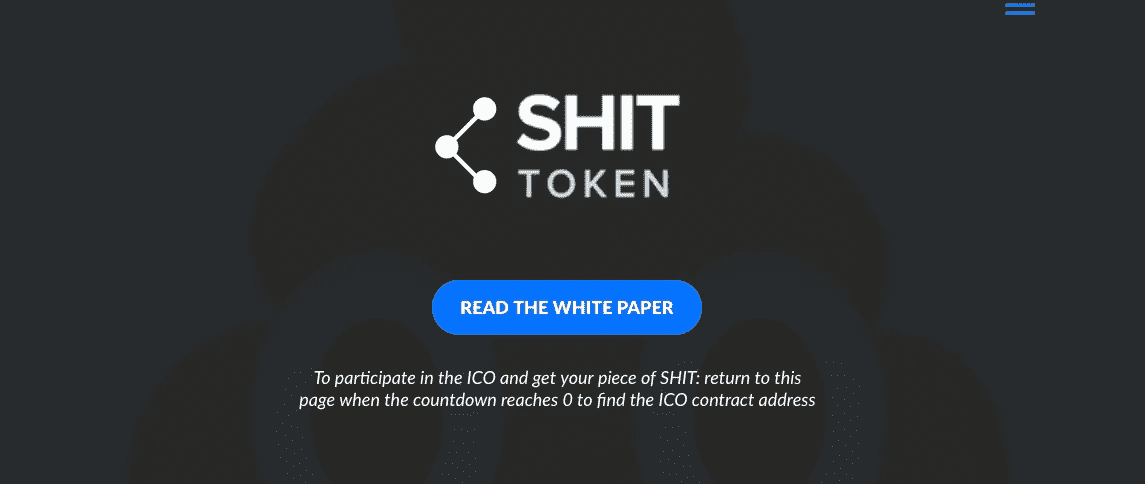 SHIT
TOKEN
READ THE WHITE PAPER
To participate in the ICO and get your piece of SHIT: return to this
page when the countdown reaches 0 to find the ICO contract address